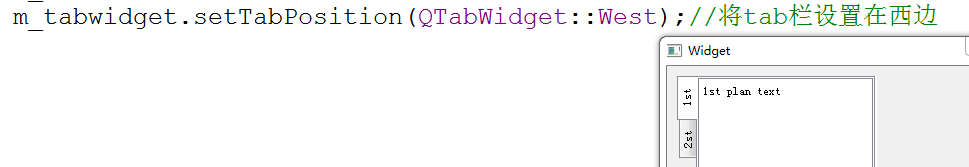 m_tabwidget.setTabPosition(QTabWidget::West);//将tab栏设置在西边
Widget
1st
1st plan text
2st